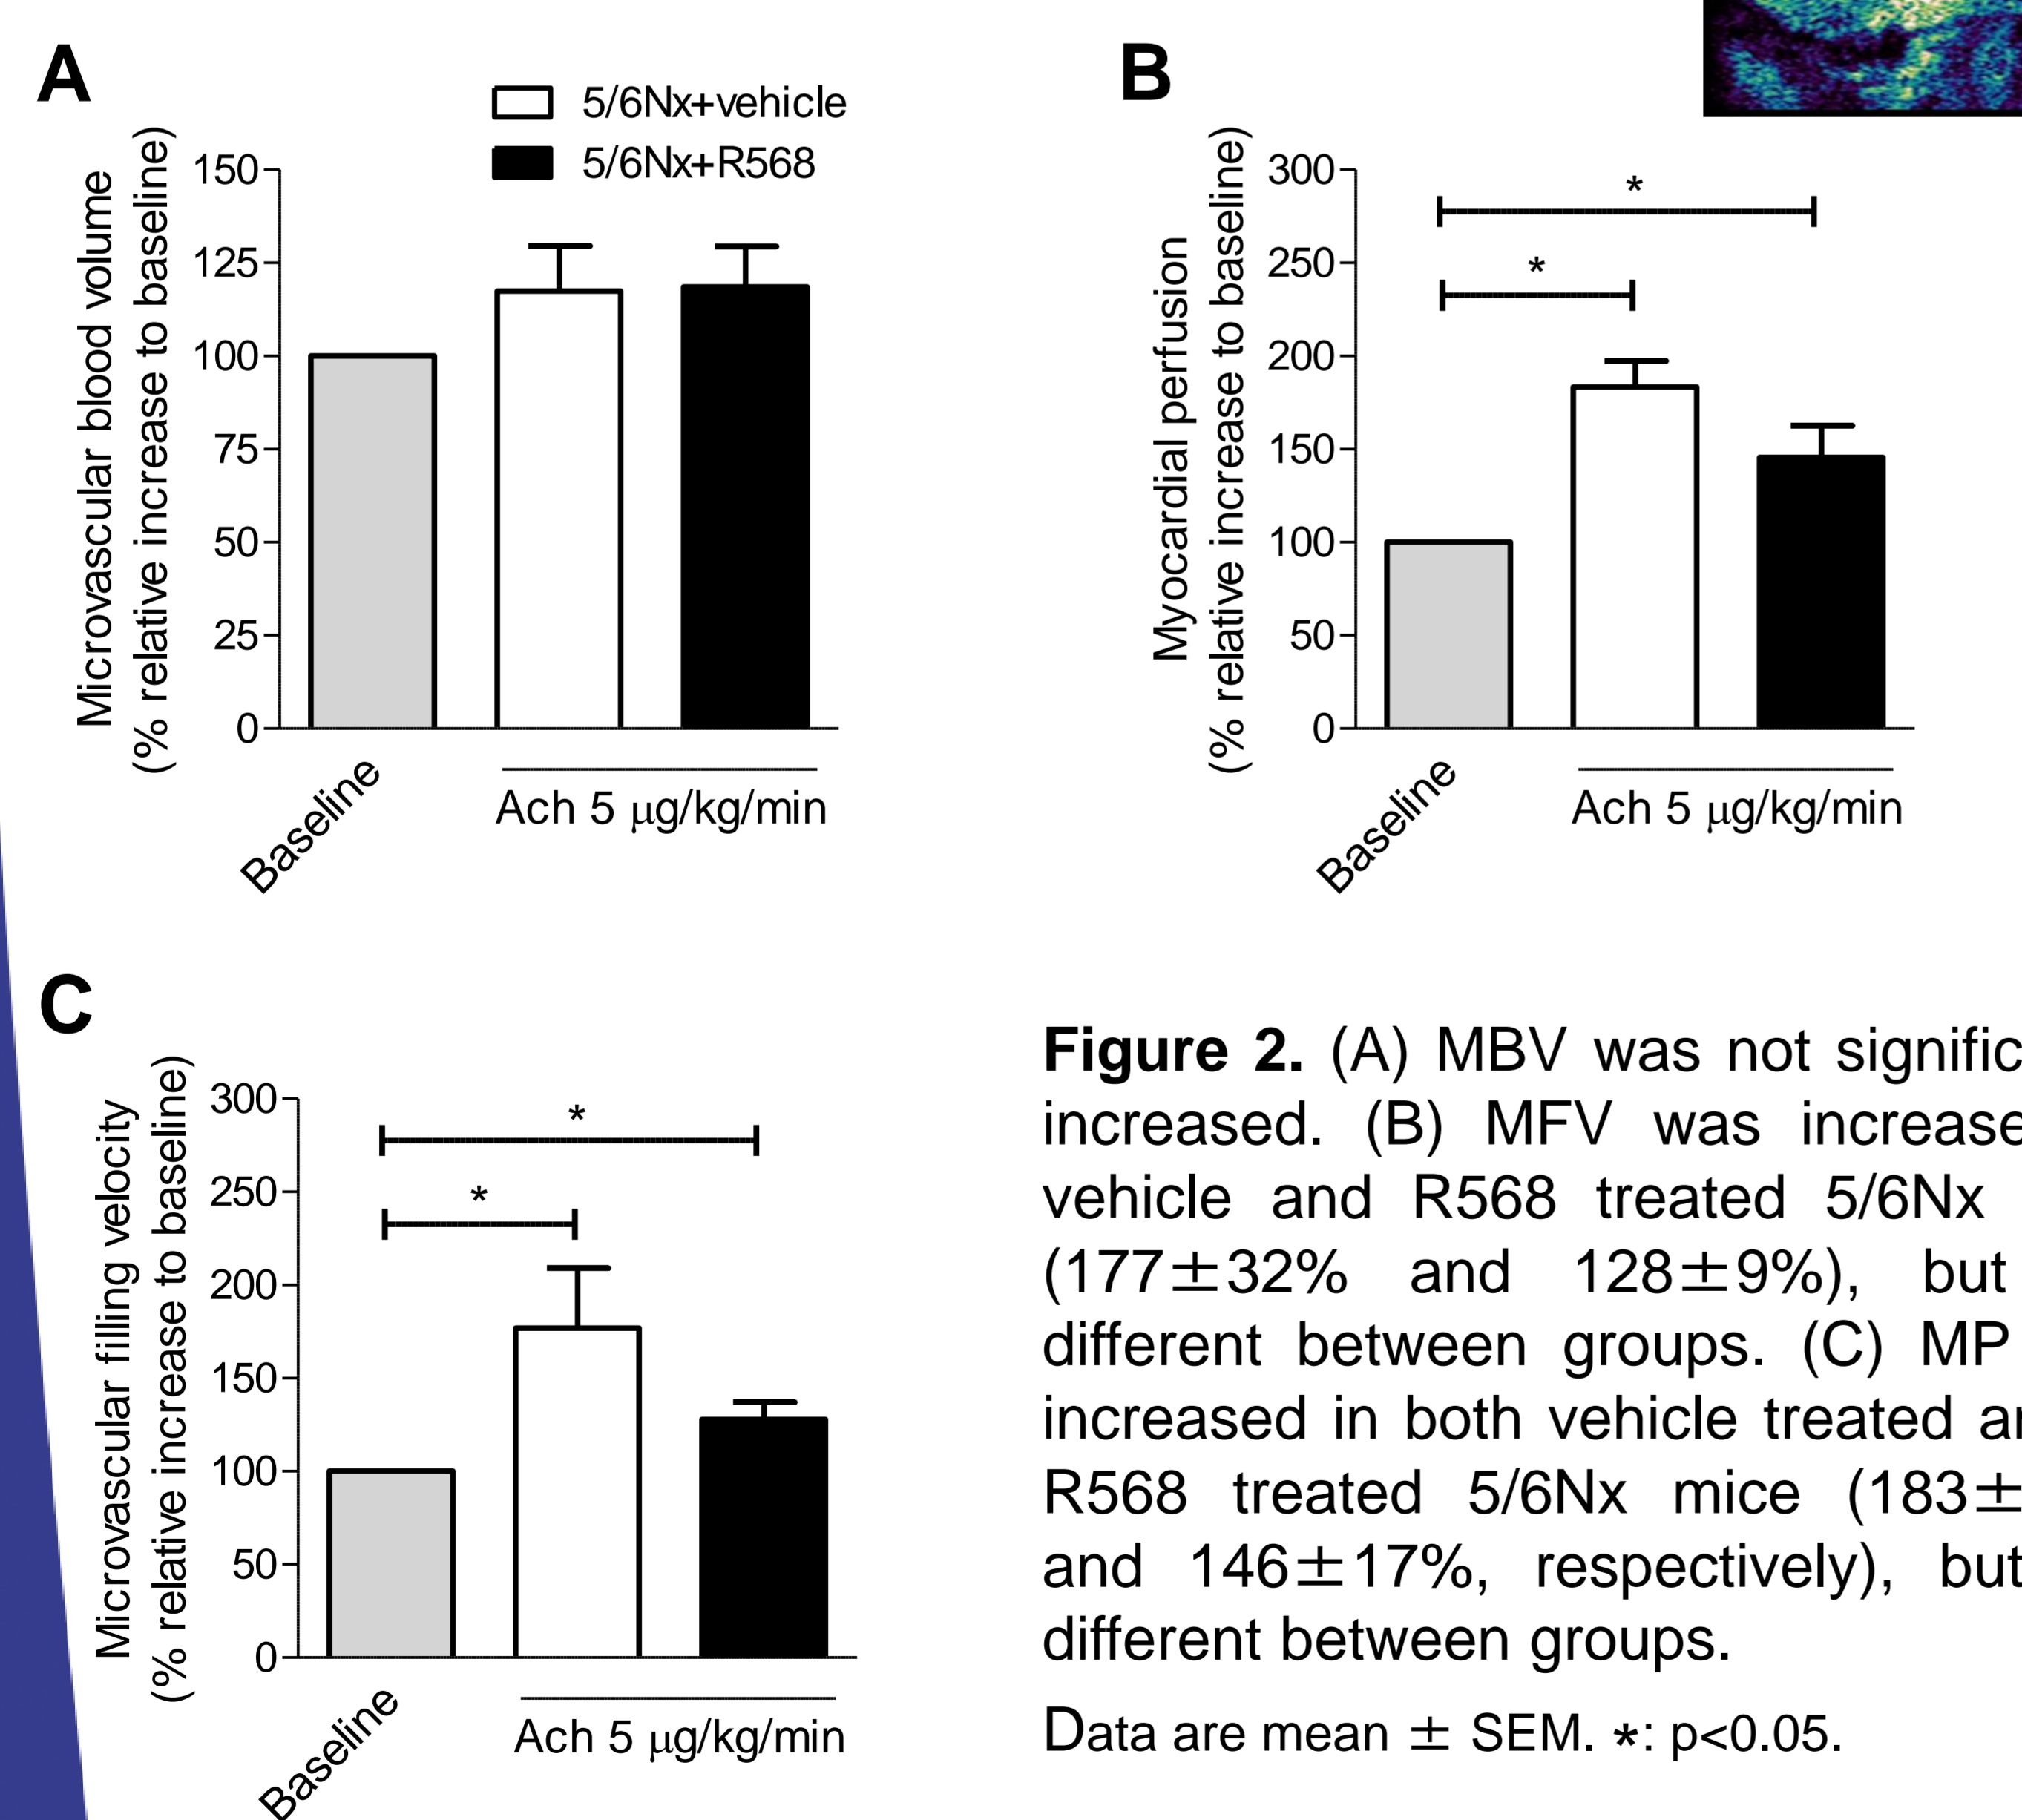 A
5/6Nx+vehicle
5/6Nx+R568
Microvascular blood volume
(% relative increase to baseline)
150
125
100
75
50
25
0
Baseline
Ach 5 µg/kg/min
B
Myocardial perfusion
(% relative increase to baseline)
300
250
200
150
100
50
0
*
*
Baseline
Ach 5 µg/kg/min
C
Microvascular filling velocity
(% relative increase to baseline)
300
250
200
150
100
50
0
*
*
Baseline
Ach 5 µg/kg/min
Figure 2. (A) MBV was not
increased. (B) MFV was
vehicle and R568 treated 5/6Nx
(177±32% and 128±9%), but
different between groups. (C) MP
increased in both vehicle treated
R568 treated 5/6Nx mice (183±
and 146±17%, respectively), but
different between groups.
Data are mean ± SEM. *: p<0.05.